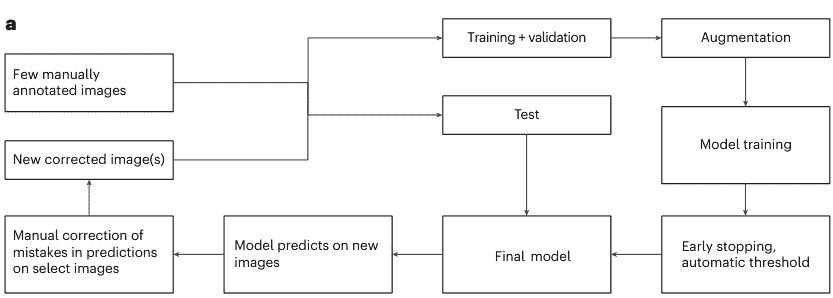 a
Few manually
annotated images
Training + validation
Augmentation
Test
Model training
New corrected image(s)
Manual correction of
mistakes in predictions
on select images
Model predicts on new
images
Final model
Early stopping,
automatic threshold